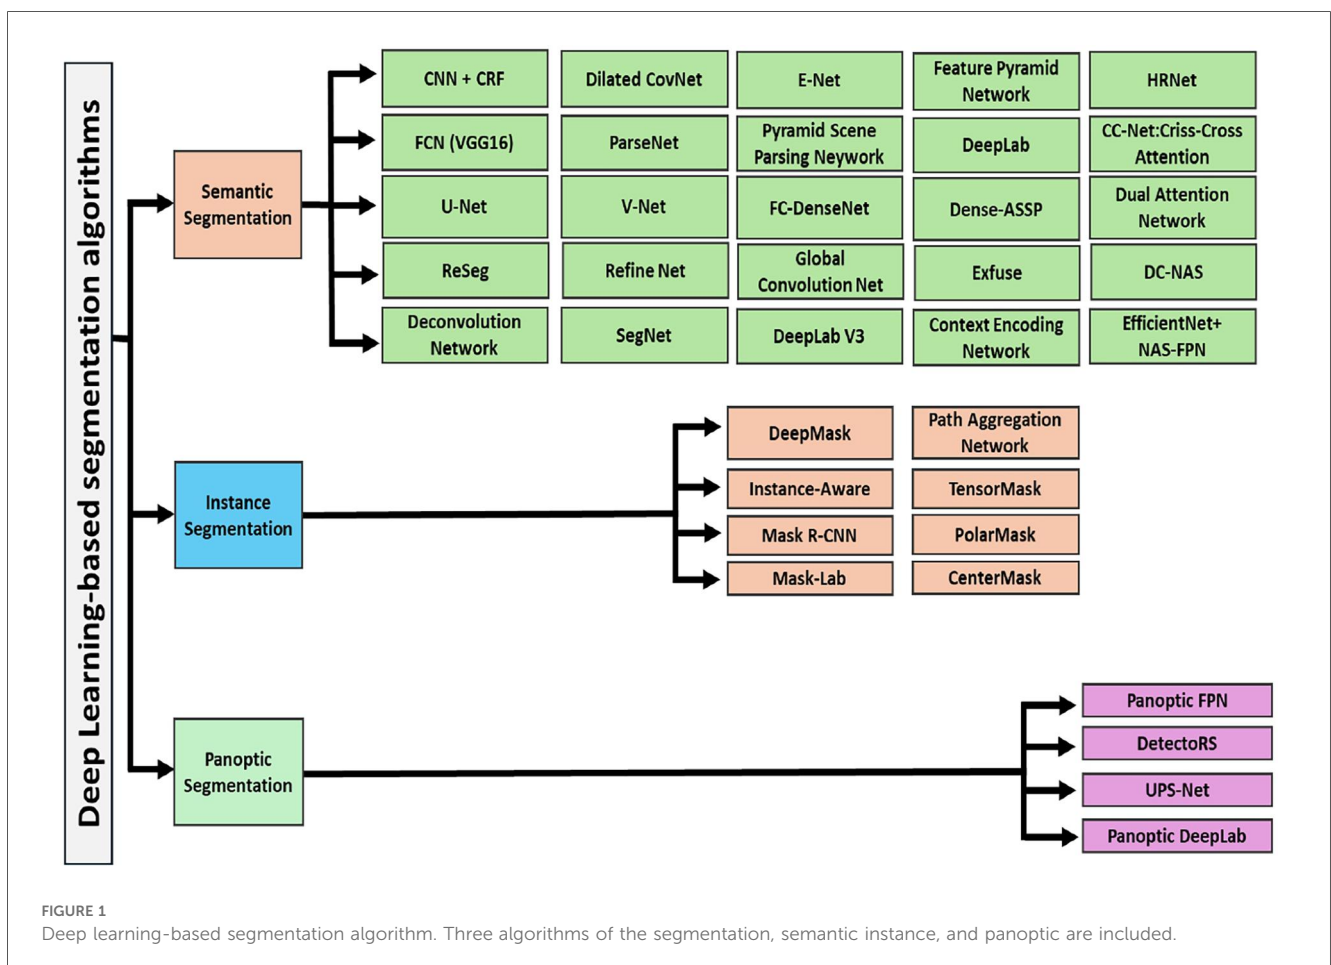 Deep Learning-based segmentation algorithms
Semantic
Segmentation
CNN + CRF
Dilated CovNet
E-Net
Feature Pyramid
Network
HRNet
FCN (VGG16)
ParseNet
Pyramid Scene
Parsing Neywork
DeepLab
CC-Net:Criss-Cross
Attention
U-Net
V-Net
FC-DenseNet
Dense-ASSP
Dual Attention
Network
ReSeg
Refine Net
Global
Convolution Net
Exfuse
DC-NAS
Deconvolution
Network
SegNet
DeepLab V3
Context Encoding
Network
EfficientNet+
NAS-FPN
Instance
Segmentation
DeepMask
Path Aggregation
Network
Instance-Aware
TensorMask
Mask R-CNN
PolarMask
Mask-Lab
CenterMask
Panoptic
Segmentation
Panoptic FPN
DetectoRS
UPS-Net
Panoptic DeepLab
FIGURE 1
Deep learning-based segmentation algorithm. Three algorithms of the segmentation, semantic instance, and panoptic are included.